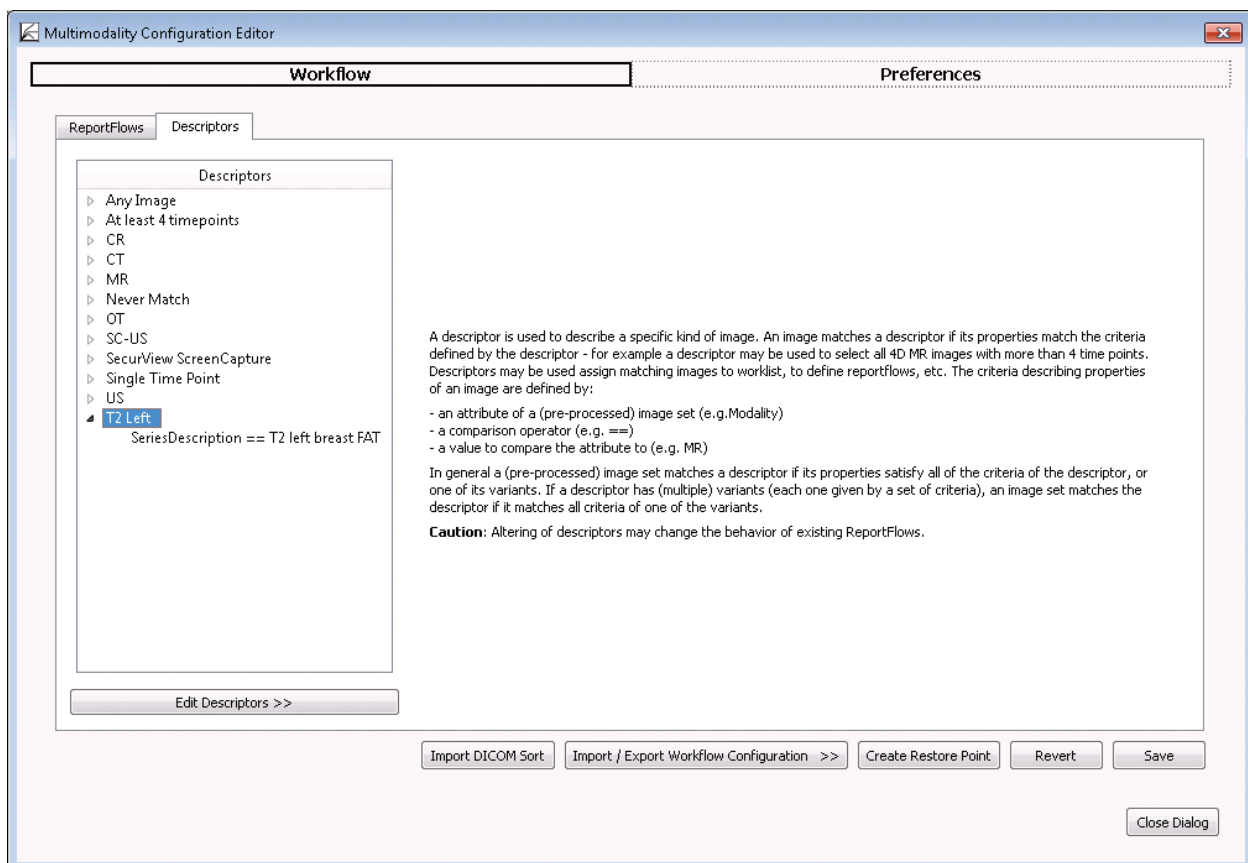 Multimodality Configuration Editor
Workflow
Preferences
ReportFlows
Descriptors
Descriptors
Any Image
At least 4 timepoints
CR
CT
MR
Never Match
OT
SC-US
SecurView ScreenCapture
Single Time Point
US
T2 Left
SeriesDescription == T2 left breast FAT
Edit Descriptors >>
A descriptor is used to describe a specific kind of image. An image matches a descriptor if its properties match the criteria
defined by the descriptor - for example a descriptor may be used to select all 4D MR images with more than 4 time points.
Descriptors may be used assign matching images to worklist, to define reportflows, etc. The criteria describing properties
of an image are defined by:
- an attribute of a (pre-processed) image set (e.g.Modality)
- a comparison operator (e.g. ==)
- a value to compare the attribute to (e.g. MR)
In general a (pre-processed) image set matches a descriptor if its properties satisfy all of the criteria of the descriptor, or
one of its variants. If a descriptor has (multiple) variants (each one given by a set of criteria), an image set matches the
descriptor if it matches all criteria of one of the variants.
Caution: Altering of descriptors may change the behavior of existing ReportFlows.
Import DICOM Sort
Import / Export Workflow Configuration >>
Create Restore Point
Revert
Save
Close Dialog